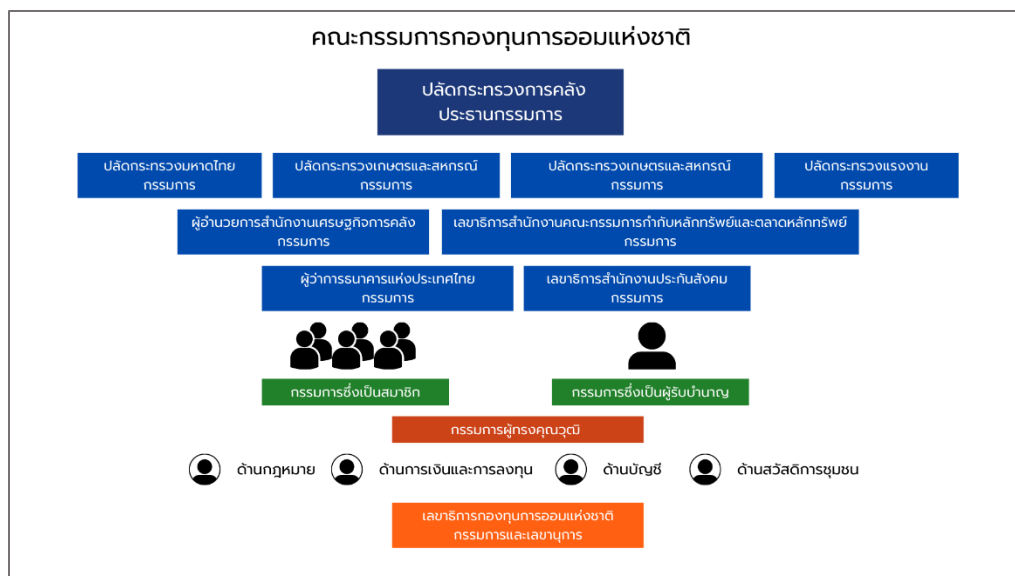 คณะกรรมการกองทุนการออมแห่งชาติ
ปลัดกระทรวงการคลัง
ประธานกรรมการ
ปลัดกระทรวงมหาดไทย
กรรมการ
ปลัดกระทรวงเกษตรและสหกรณ์
กรรมการ
ปลัดกระทรวงเกษตรและสหกรณ์
กรรมการ
ปลัดกระทรวงแรงงาน
กรรมการ
ผู้อำนวยการสำนักงานเศรษฐกิจการคลัง
กรรมการ
เลขาธิการสำนักงานคณะกรรมการกำกับหลักทรัพย์และตลาดหลักทรัพย์
กรรมการ
ผู้ว่าการธนาคารแห่งประเทศไทย
กรรมการ
เลขาธิการสำนักงานประกันสังคม
กรรมการ
กรรมการซึ่งเป็นสมาชิก
กรรมการซึ่งเป็นผู้รับบำนาญ
กรรมการผู้ทรงคุณวุฒิ
ด้านกฎหมาย
ด้านการเงินและการลงทุน
ด้านบัญชี
ด้านสวัสดิการชุมชน
เลขาธิการกองทุนการออมแห่งชาติ
กรรมการและเลขานุการ